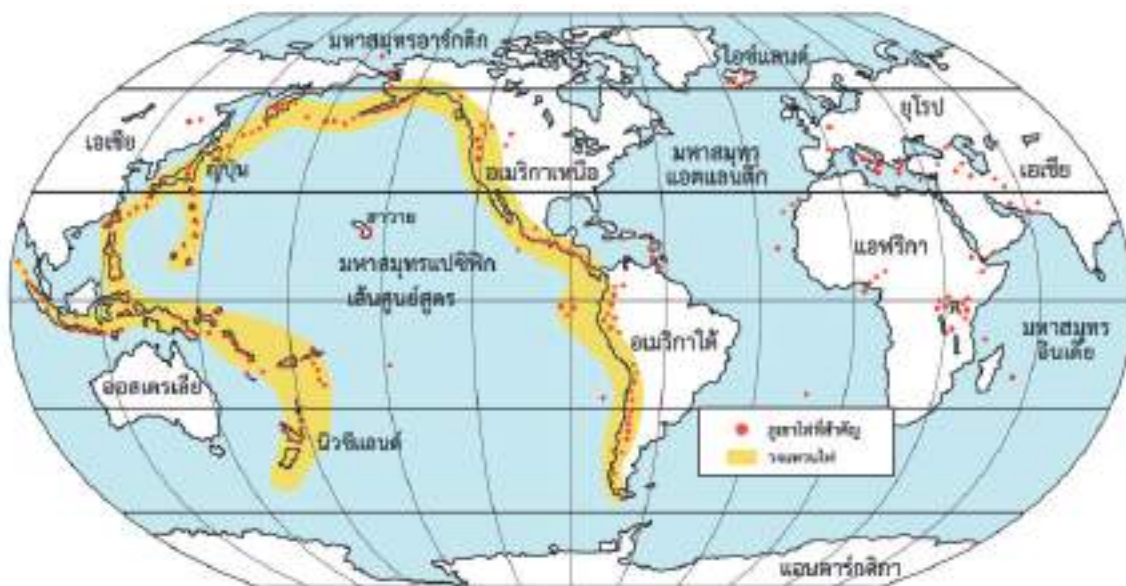 มหาสมุทรอาร์กติก
ไอซ์แลนด์
ยุโรป
เอเชีย
ญี่ปุ่น
อเมริกาเหนือ
มหาสมุทร
แอตแลนติก
เอเชีย
ฮาวาย
แอฟริกา
มหาสมุทรแปซิฟิก
เส้นศูนย์สูตร
อเมริกาใต้
มหาสมุทร
อินเดีย
ออสเตรเลีย
นิวซีแลนด์
ภูเขาไฟที่สำคัญ
วงแหวนไฟ
แอนตาร์กติกา